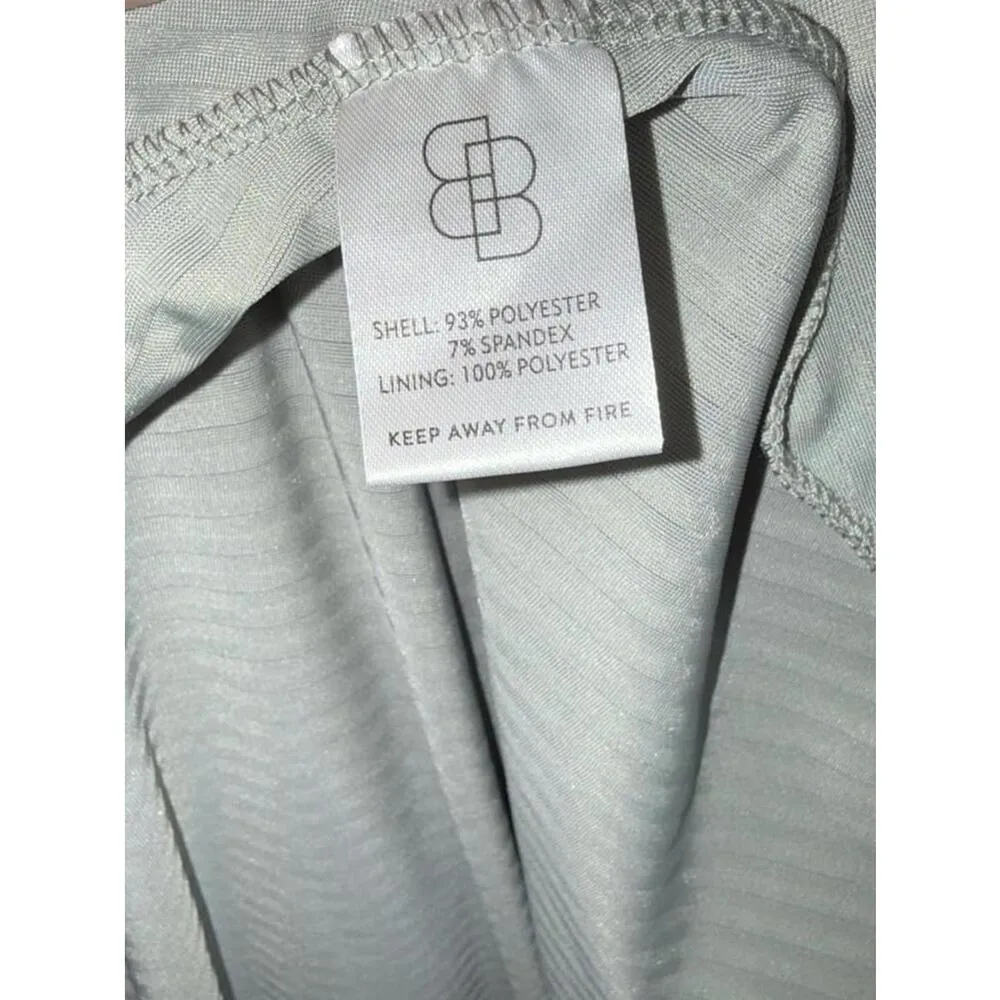 SHELL: 93% POLYESTER
7% SPANDEX
LINING: 100% POLYESTER
KEEP AWAY FROM FIRE